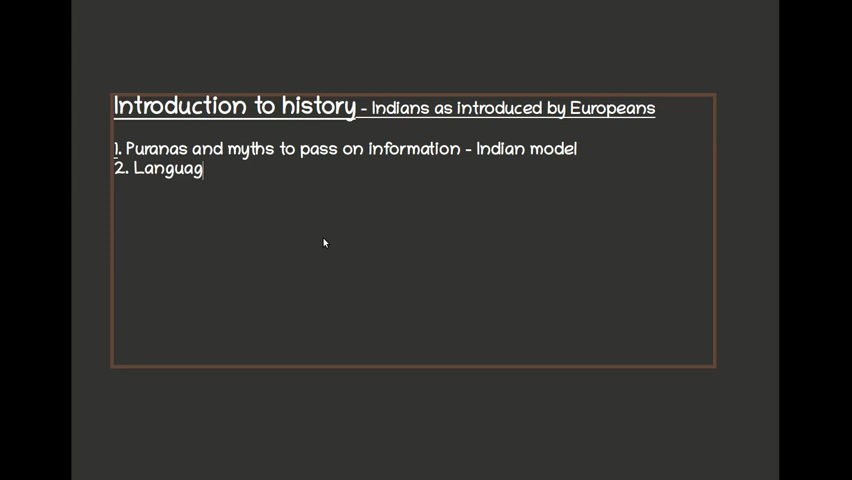 Introduction to history - Indians as introduced by Europeans
1. Puranas and myths to pass on information - Indian model
2. Languag